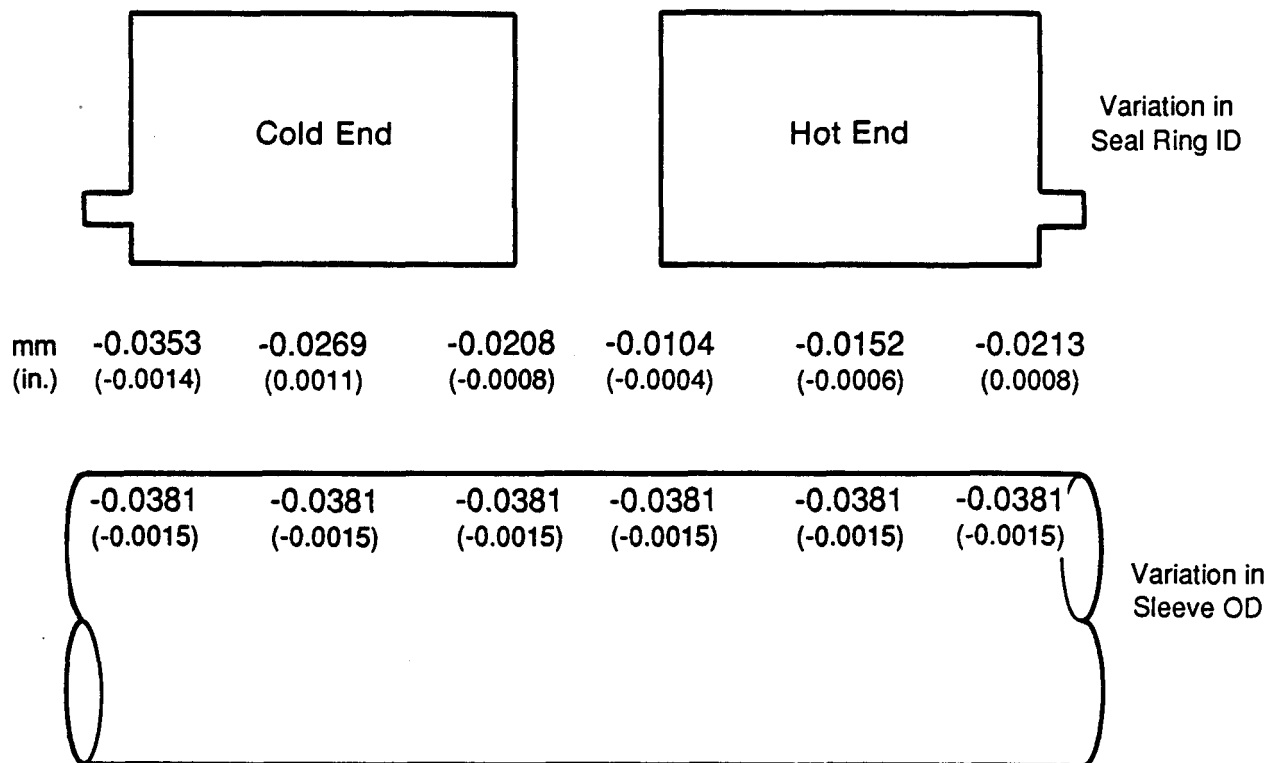 Cold End
Hot End
Variation in
Seal Ring ID
mm -0.0353 -0.0269 -0.0208 -0.0104 -0.0152 -0.0213
(in.) (-0.0014) (0.0011) (-0.0008) (-0.0004) (-0.0006) (0.0008)
-0.0381 -0.0381 -0.0381 -0.0381 -0.0381 -0.0381
(-0.0015) (-0.0015) (-0.0015) (-0.0015) (-0.0015) (-0.0015)
Variation in
Sleeve OD